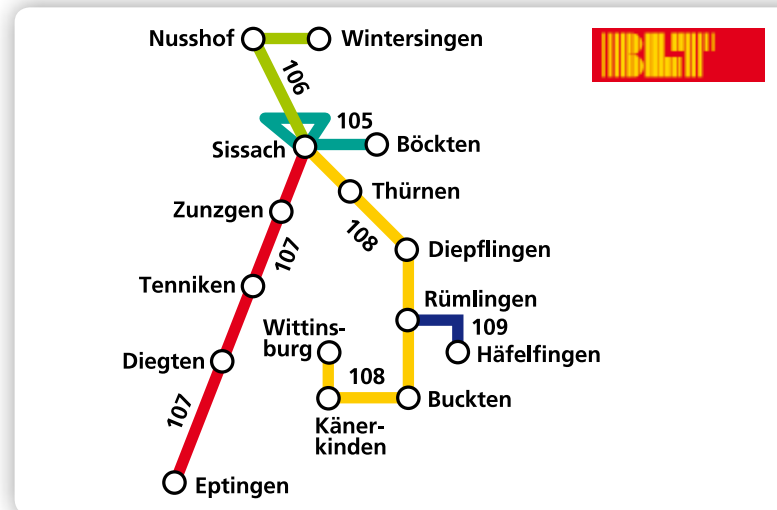 Nusshof
Wintersingen
BLT
106
105
Sissach
Böckten
Thürnen
Zunzgen
108
Diepflingen
107
Tenniken
Rümlingen
109
Wittins-
burg
Häfelfingen
Diegten
108
107
Buckten
Käner-
kinden
Eptingen